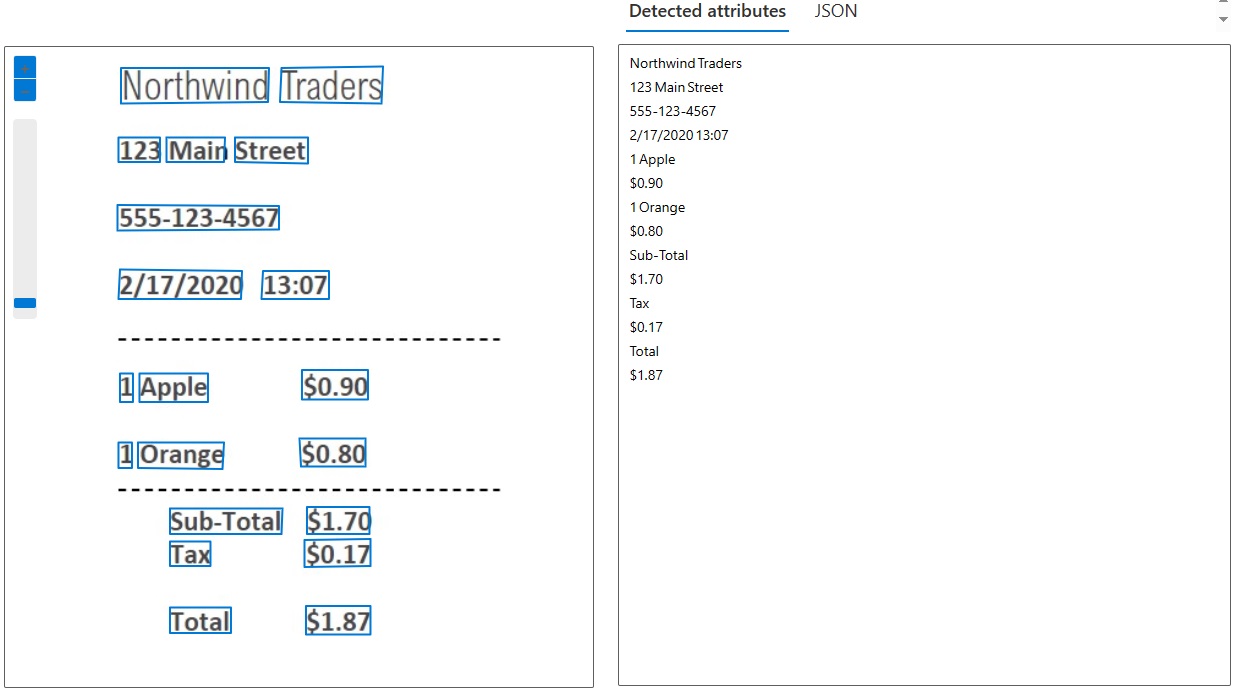 Detected attributes JSON
Northwind Traders
123 Main Street
555-123-4567
2/17/2020 13:07
------------------------------
1 Apple $0.90
1 Orange $0.80
------------------------------
Sub-Total $1.70
Tax $0.17
Total $1.87
Northwind Traders
123 Main Street
555-123-4567
2/17/2020 13:07
1 Apple
$0.90
1 Orange
$0.80
Sub-Total
$1.70
Tax
$0.17
Total
$1.87